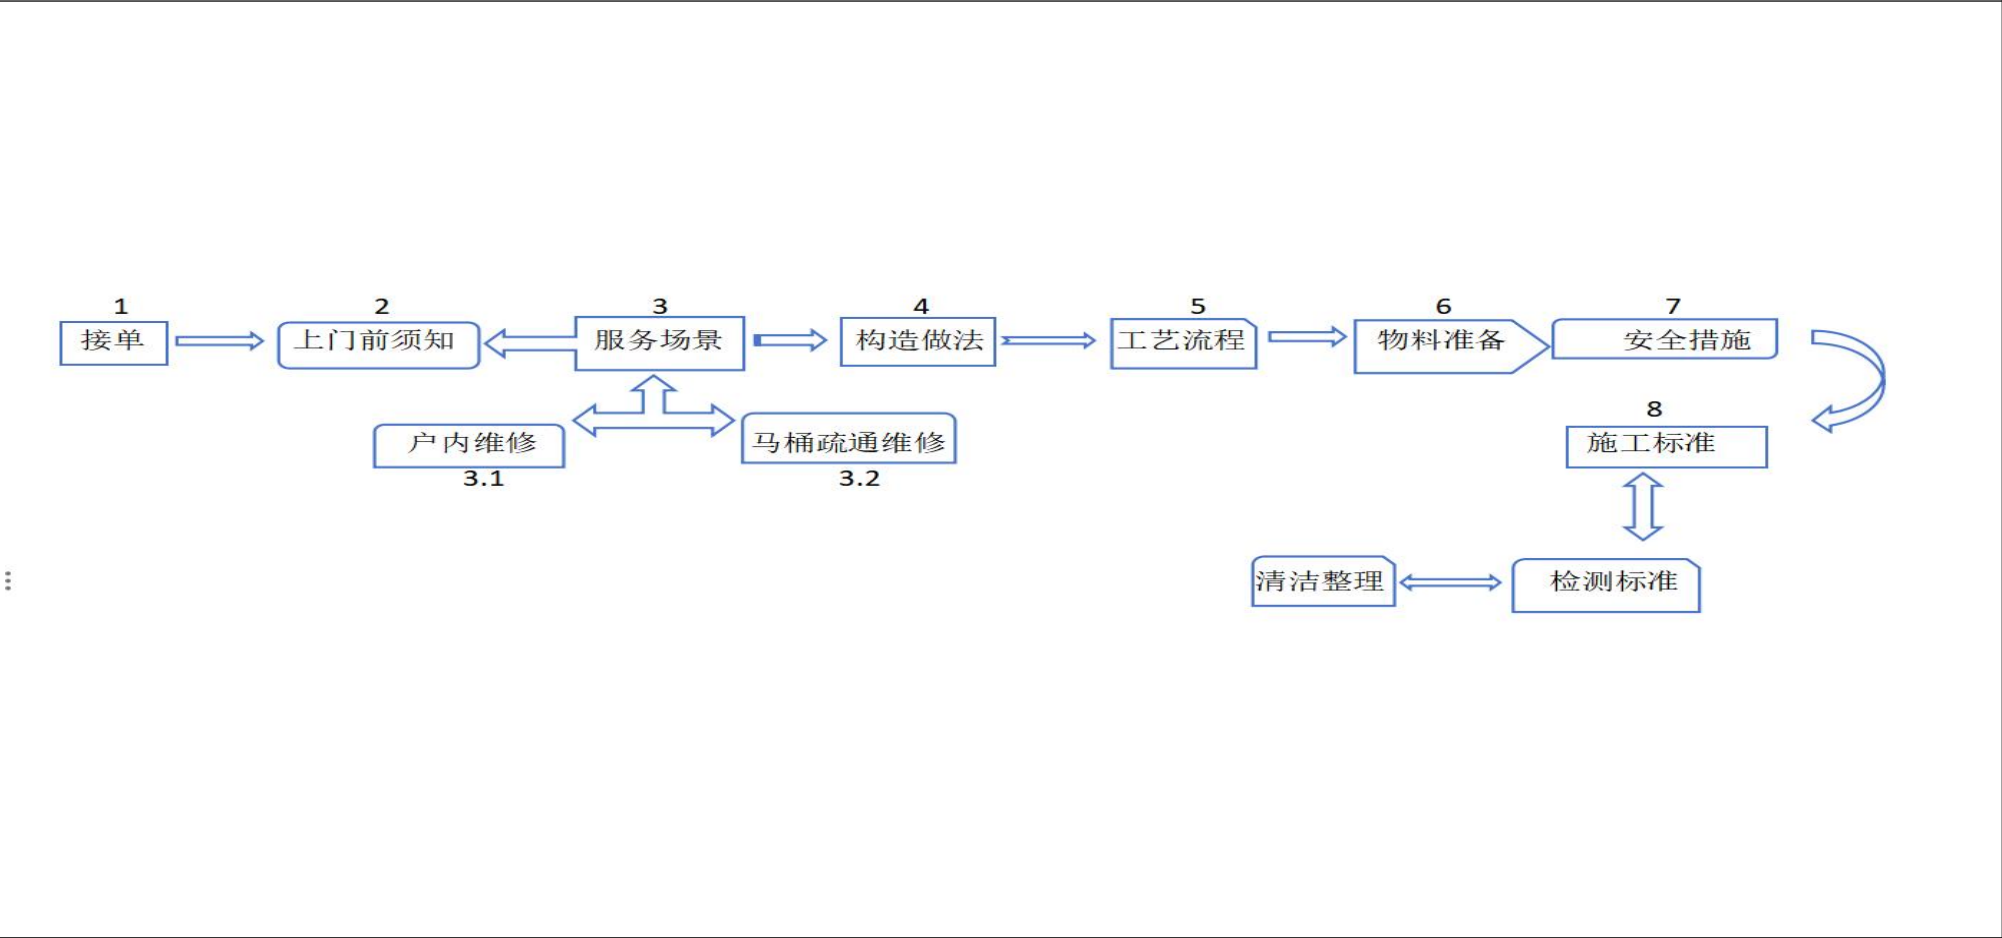 1
接单
2
上门前须知
3
服务场景
4
构造做法
5
工艺流程
6
物料准备
7
安全措施
户内维修
3.1
马桶疏通维修
3.2
8
施工标准
清洁整理
检测标准